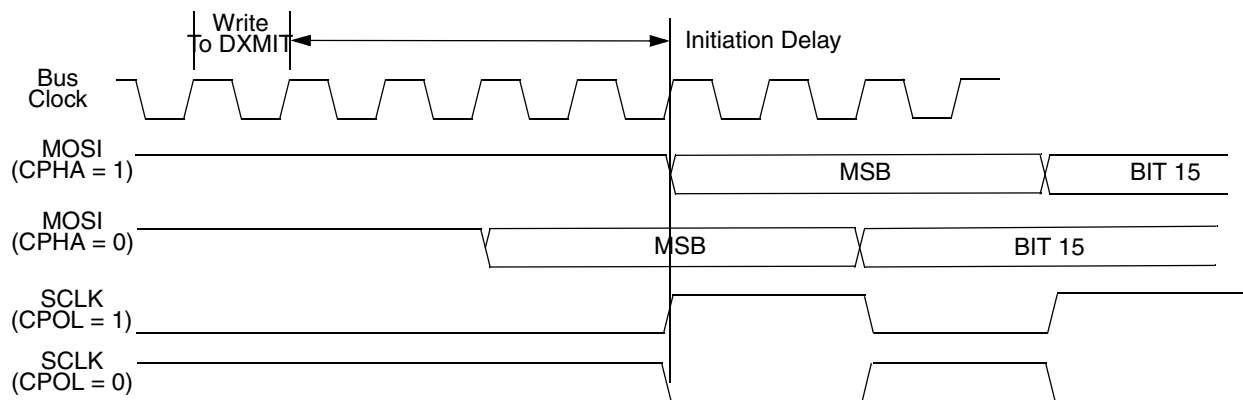 Write
To DXMIT
Initiation Delay
Bus
Clock
MOSI
(CPHA = 1)
MSB
BIT 15
MOSI
(CPHA = 0)
MSB
BIT 15
SCLK
(CPOL = 1)
SCLK
(CPOL = 0)